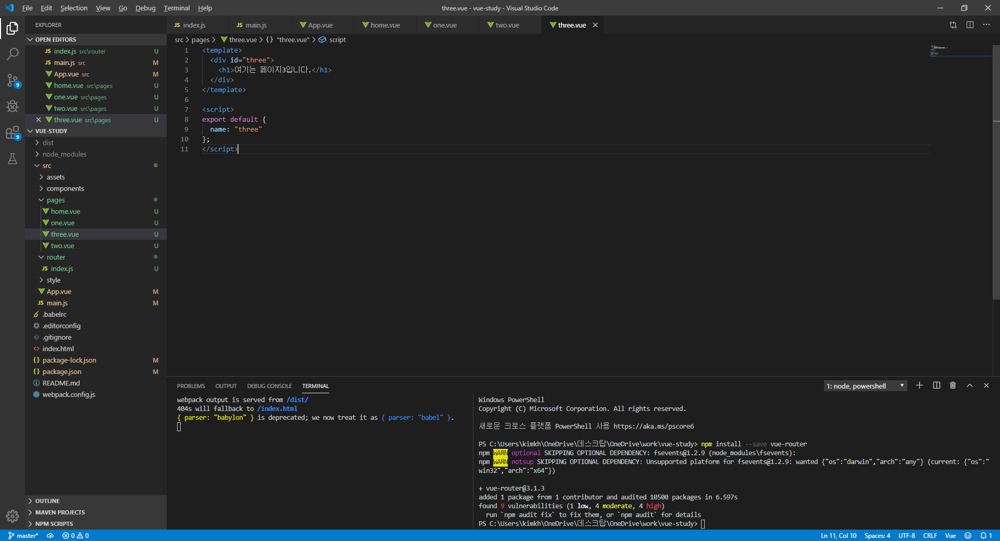 File Edit Selection View Go Debug Terminal Help
three.vue - vue-study - Visual Studio Code
EXPLORER
OPEN EDITORS
JS index.js src\router U
JS main.js src M
App.vue src M
home.vue src\pages U
one.vue src\pages U
two.vue src\pages U
three.vue src\pages U
VUE-STUDY
dist
node_modules
src
assets
components
pages
home.vue U
one.vue U
three.vue U
two.vue U
router
JS index.js U
style
App.vue M
JS main.js M
.babelrc
.editorconfig
.gitignore
index.html
{} package-lock.json M
{} package.json M
README.md
webpack.config.js
OUTLINE
MAVEN PROJECTS
NPM SCRIPTS
9
9
JS index.js JS main.js App.vue home.vue one.vue two.vue three.vue
src > pages > three.vue > {} "three.vue" > script
1 <template>
2 <div id="three">
3 <h1>여기는 페이지3입니다.</h1>
4 </div>
5 </template>
6
7 <script>
8 export default {
9 name: "three"
10 };
11 </script>
PROBLEMS OUTPUT DEBUG CONSOLE TERMINAL
1: node, powershell
webpack output is served from /dist/
404s will fallback to /index.html
{ parser: "babylon" } is deprecated; we now treat it as { parser: "babel" }.
Windows PowerShell
Copyright (C) Microsoft Corporation. All rights reserved.
새로운 크로스 플랫폼 PowerShell 사용 https://aka.ms/pscore6
PS C:\Users\kimkh\OneDrive\데스크탑\OneDrive\work\vue-study> npm install --save vue-router
npm WARN optional SKIPPING OPTIONAL DEPENDENCY: fsevents@1.2.9 (node_modules\fsevents):
npm WARN notsup SKIPPING OPTIONAL DEPENDENCY: Unsupported platform for fsevents@1.2.9: wanted {"os":"darwin","arch":"any"} (current: {"os":"
win32","arch":"x64"})
+ vue-router@3.1.3
added 1 package from 1 contributor and audited 10500 packages in 6.597s
found 9 vulnerabilities (1 low, 4 moderate, 4 high)
run `npm audit fix` to fix them, or `npm audit` for details
PS C:\Users\kimkh\OneDrive\데스크탑\OneDrive\work\vue-study>
master* 0 0
Ln 11, Col 10 Spaces: 4 UTF-8 CRLF Vue 1